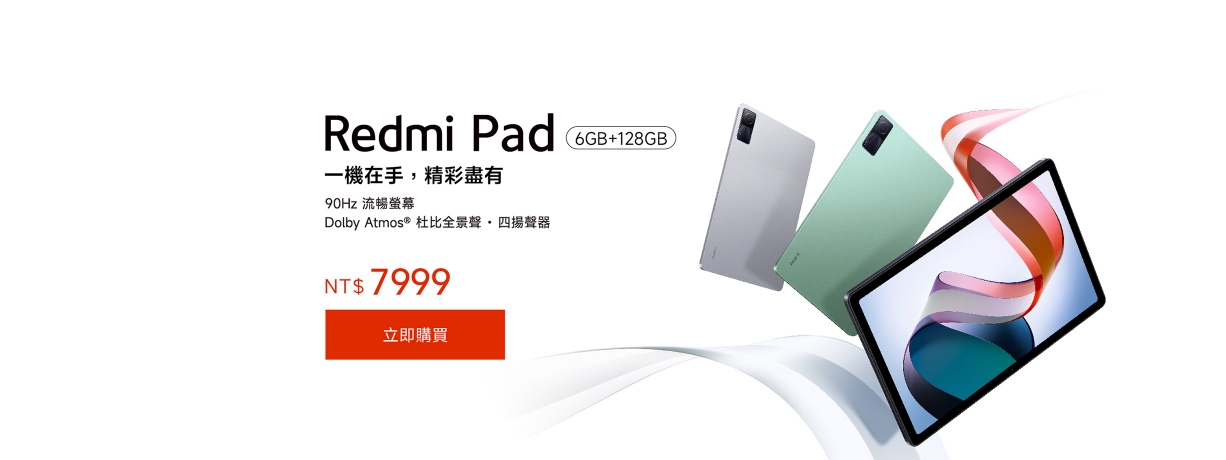 Redmi Pad 6GB+128GB
一機在手，精彩盡有
90Hz 流暢螢幕
Dolby Atmos® 杜比全景聲・四揚聲器
NT$ 7999
立即購買